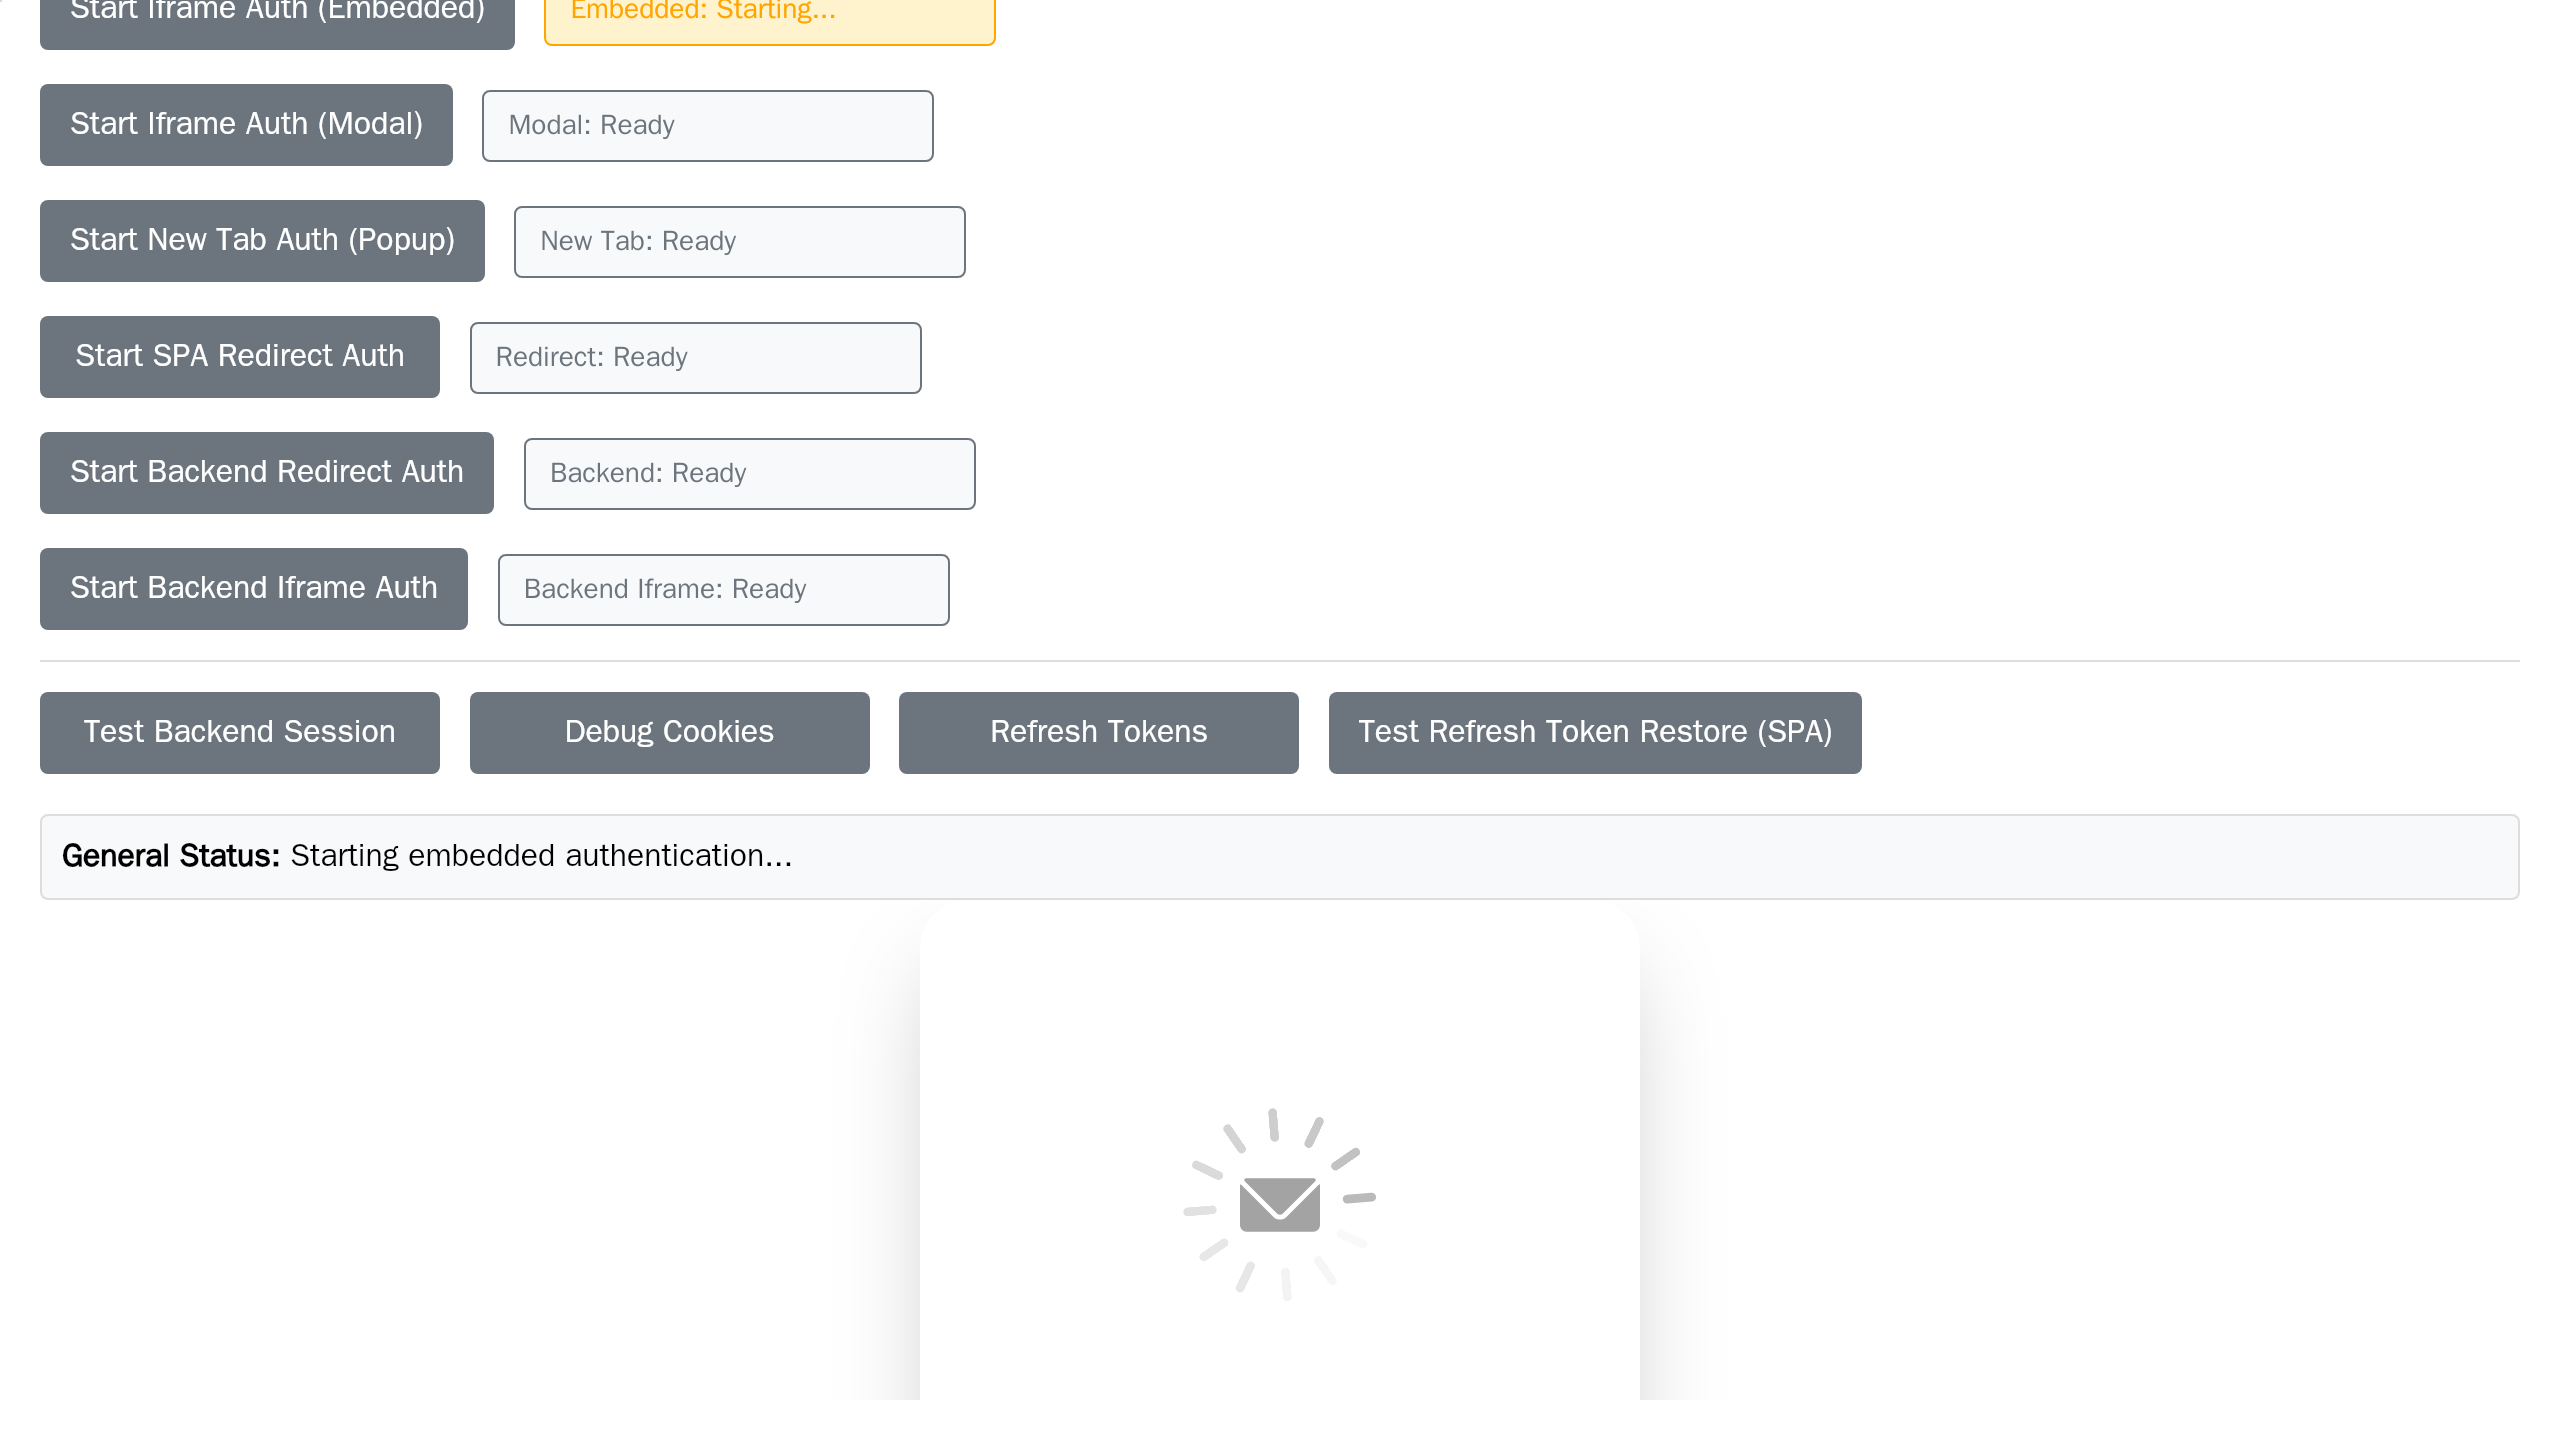 Start Iframe Auth (Embedded) Embedded: Starting...
Start Iframe Auth (Modal) Modal: Ready
Start New Tab Auth (Popup) New Tab: Ready
Start SPA Redirect Auth Redirect: Ready
Start Backend Redirect Auth Backend: Ready
Start Backend Iframe Auth Backend Iframe: Ready
Test Backend Session Debug Cookies Refresh Tokens Test Refresh Token Restore (SPA)
General Status: Starting embedded authentication...